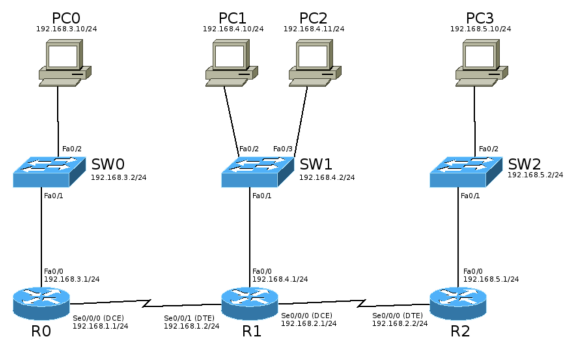 PC0
192.168.3.10/24
PC1
192.168.4.10/24
PC2
192.168.4.11/24
PC3
192.168.5.10/24
Fa0/2
SW0
192.168.3.2/24
Fa0/1
Fa0/2
Fa0/3
SW1
192.168.4.2/24
Fa0/1
Fa0/2
SW2
192.168.5.2/24
Fa0/1
Fa0/0
192.168.3.1/24
Fa0/0
192.168.4.1/24
Fa0/0
192.168.5.1/24
R0
Se0/0/0 (DCE)
192.168.1.1/24
Se0/0/1 (DTE)
192.168.1.2/24
R1
Se0/0/0 (DCE)
192.168.2.1/24
Se0/0/0 (DTE)
192.168.2.2/24
R2